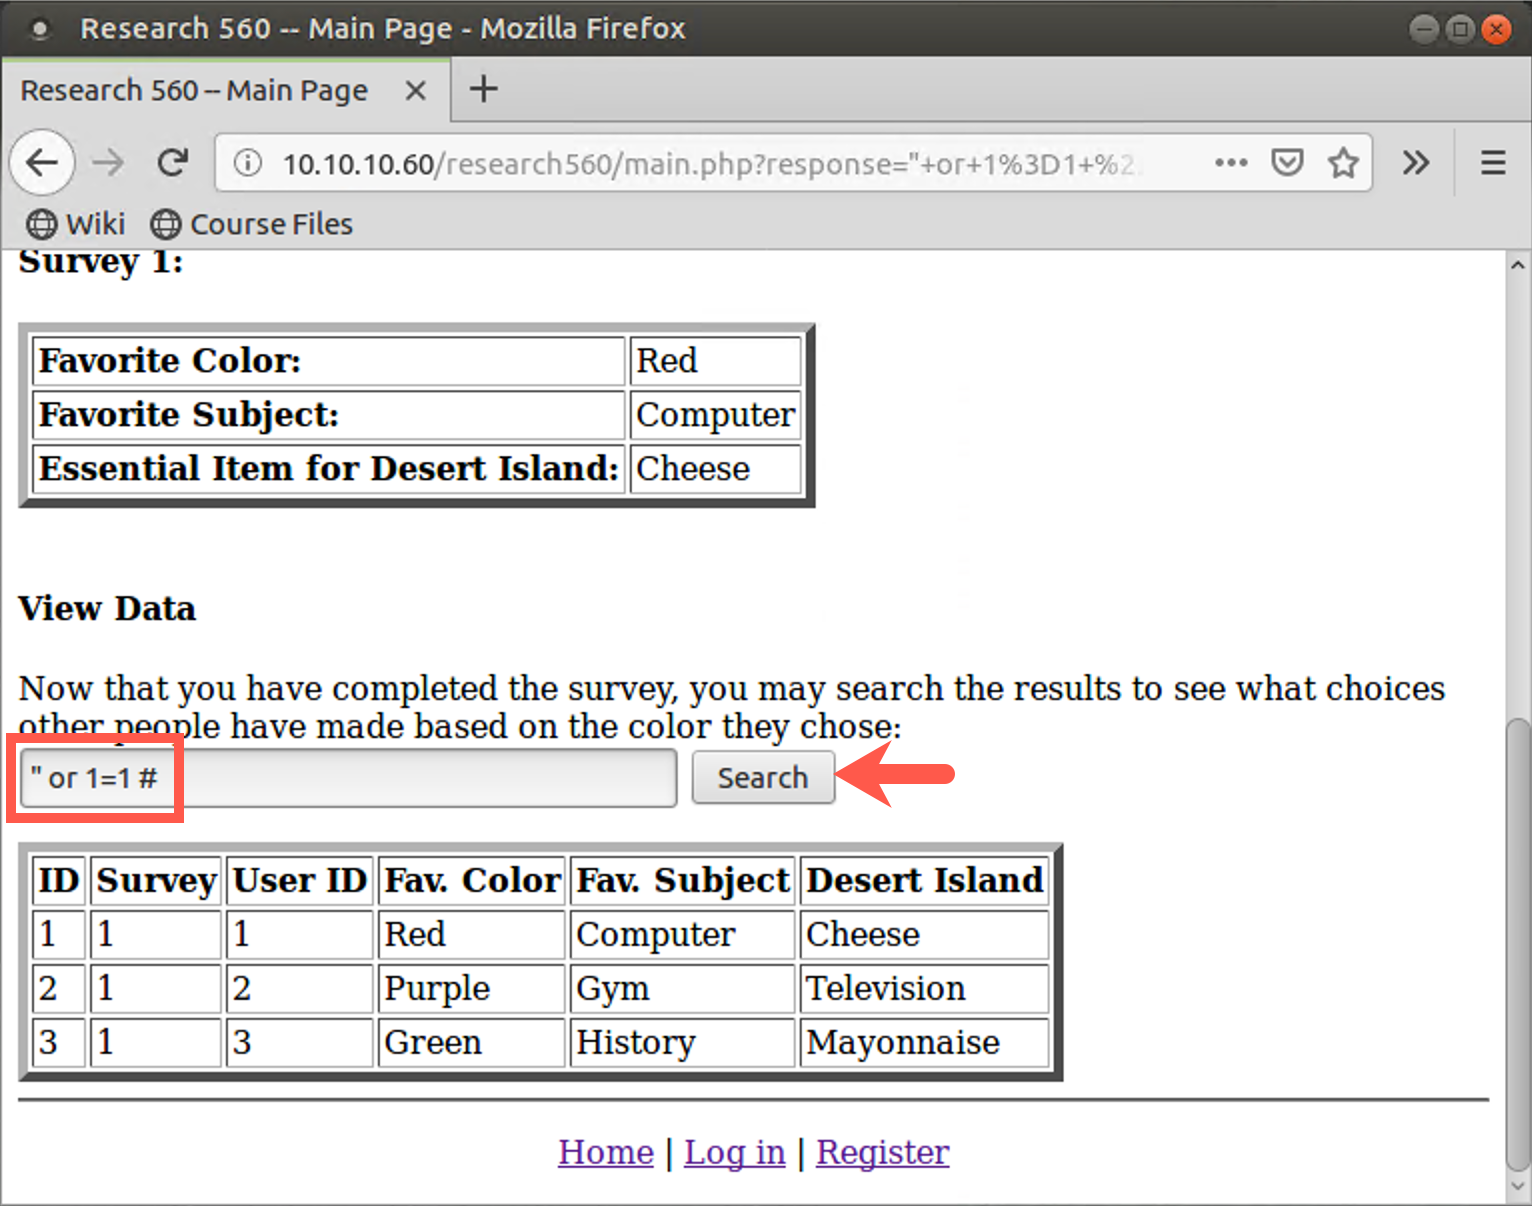 Research 560 -- Main Page - Mozilla Firefox
Research 560 -- Main Page
10.10.10.60/research560/main.php?response="+or+1%3D1+%2
Wiki Course Files
Survey 1:
Favorite Color: Red
Favorite Subject: Computer
Essential Item for Desert Island: Cheese
View Data
Now that you have completed the survey, you may search the results to see what choices
other people have made based on the color they chose:
" or 1=1 # Search
ID Survey User ID Fav. Color Fav. Subject Desert Island
1 1 1 Red Computer Cheese
2 1 2 Purple Gym Television
3 1 3 Green History Mayonnaise
Home | Log in | Register